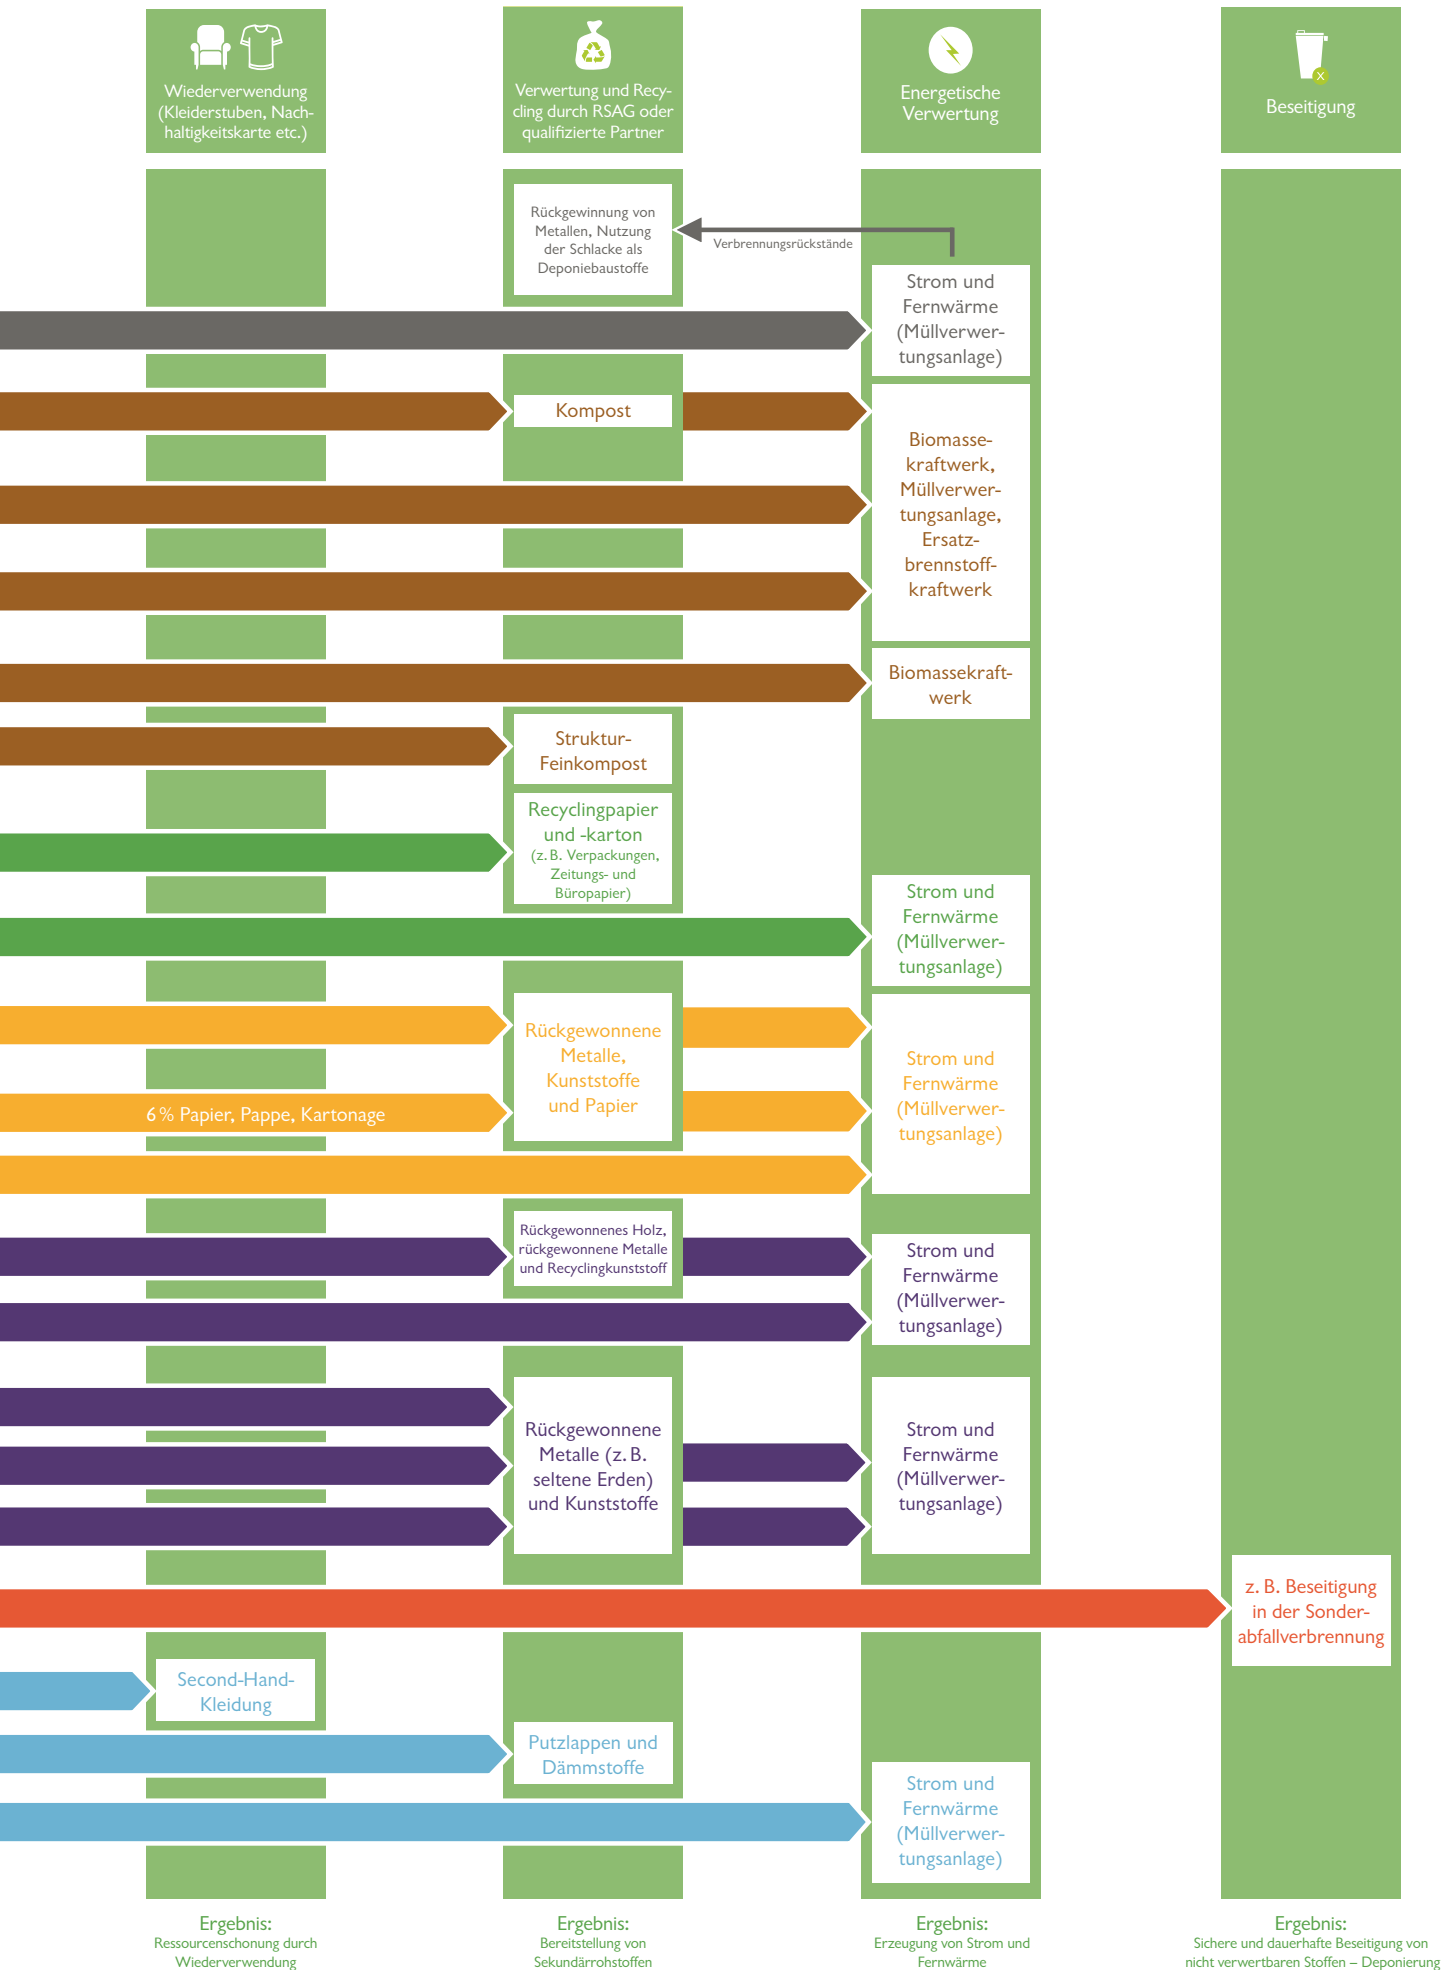 Wiederverwendung
(Kleiderstuben, Nach-
haltigkeitskarte etc.)
Verwertung und Recy-
cling durch RSAG oder
qualifizierte Partner
Energetische
Verwertung
X
Beseitigung
Rückgewinnung von
Metallen, Nutzung
der Schlacke als
Deponiebaustoffe
Verbrennungsrückstände
Strom und
Fernwärme
(Müllverwer-
tungsanlage)
Kompost
Biomasse-
kraftwerk,
Müllverwer-
tungsanlage,
Ersatz-
brennstoff-
kraftwerk
Biomassekraft-
werk
Struktur-
Feinkompost
Recyclingpapier
und -karton
(z. B. Verpackungen,
Zeitungs- und
Büropapier)
Strom und
Fernwärme
(Müllverwer-
tungsanlage)
Rückgewonnene
Metalle,
Kunststoffe
und Papier
6 % Papier, Pappe, Kartonage
Strom und
Fernwärme
(Müllverwer-
tungsanlage)
Rückgewonnenes Holz,
rückgewonnene Metalle
und Recyclingkunststoff
Strom und
Fernwärme
(Müllverwer-
tungsanlage)
Rückgewonnene
Metalle (z. B.
seltene Erden)
und Kunststoffe
Strom und
Fernwärme
(Müllverwer-
tungsanlage)
z. B. Beseitigung
in der Sonder-
abfallverbrennung
Second-Hand-
Kleidung
Putzlappen und
Dämmstoffe
Strom und
Fernwärme
(Müllverwer-
tungsanlage)
Ergebnis:
Ressourcenschonung durch
Wiederverwendung
Ergebnis:
Bereitstellung von
Sekundärrohstoffen
Ergebnis:
Erzeugung von Strom und
Fernwärme
Ergebnis:
Sichere und dauerhafte Beseitigung von
nicht verwertbaren Stoffen – Deponierung